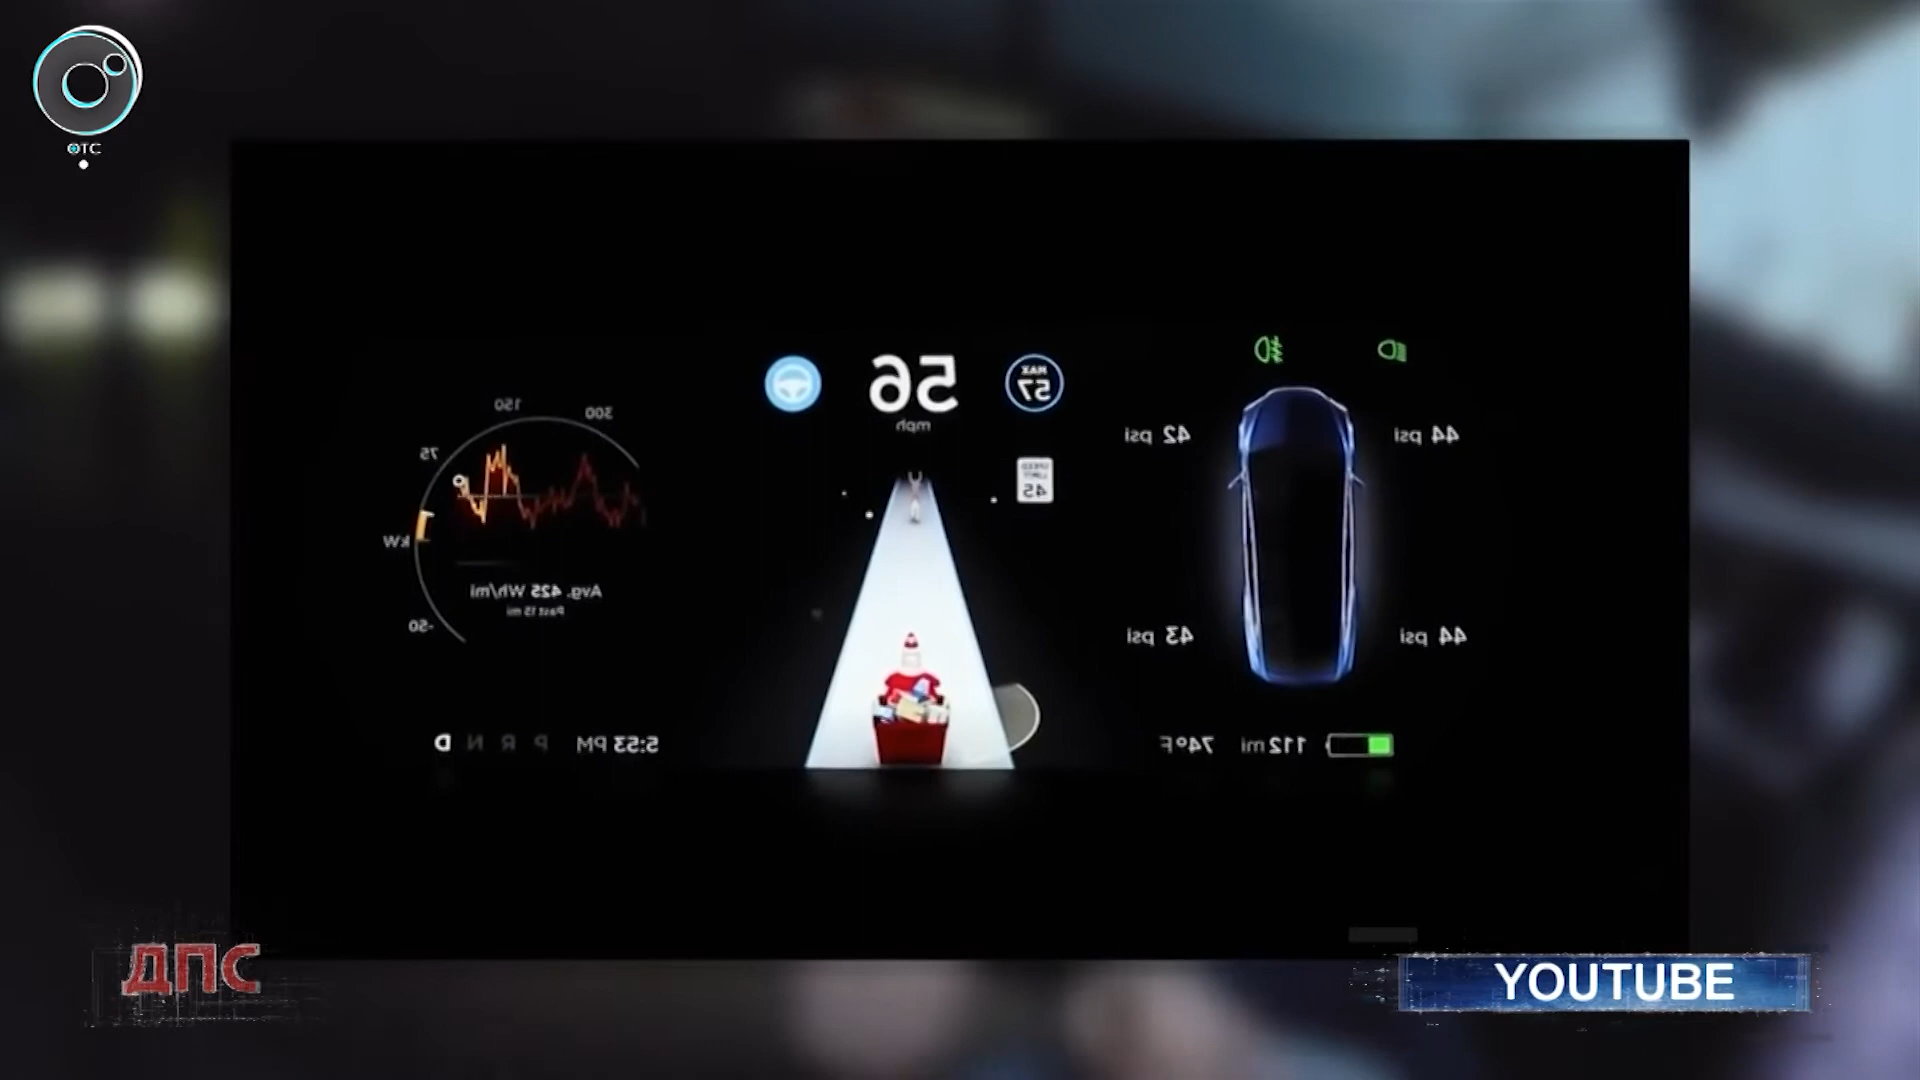 ОТС
150
300
75
kW
-50
Avg. 425 Wh/mi
Past 15 mi
56
mph
MAX
57
SPEED
LIMIT
45
42 psi
44 psi
43 psi
44 psi
P R N D
5:53 PM
74°F
112 mi
ДПС
YOUTUBE